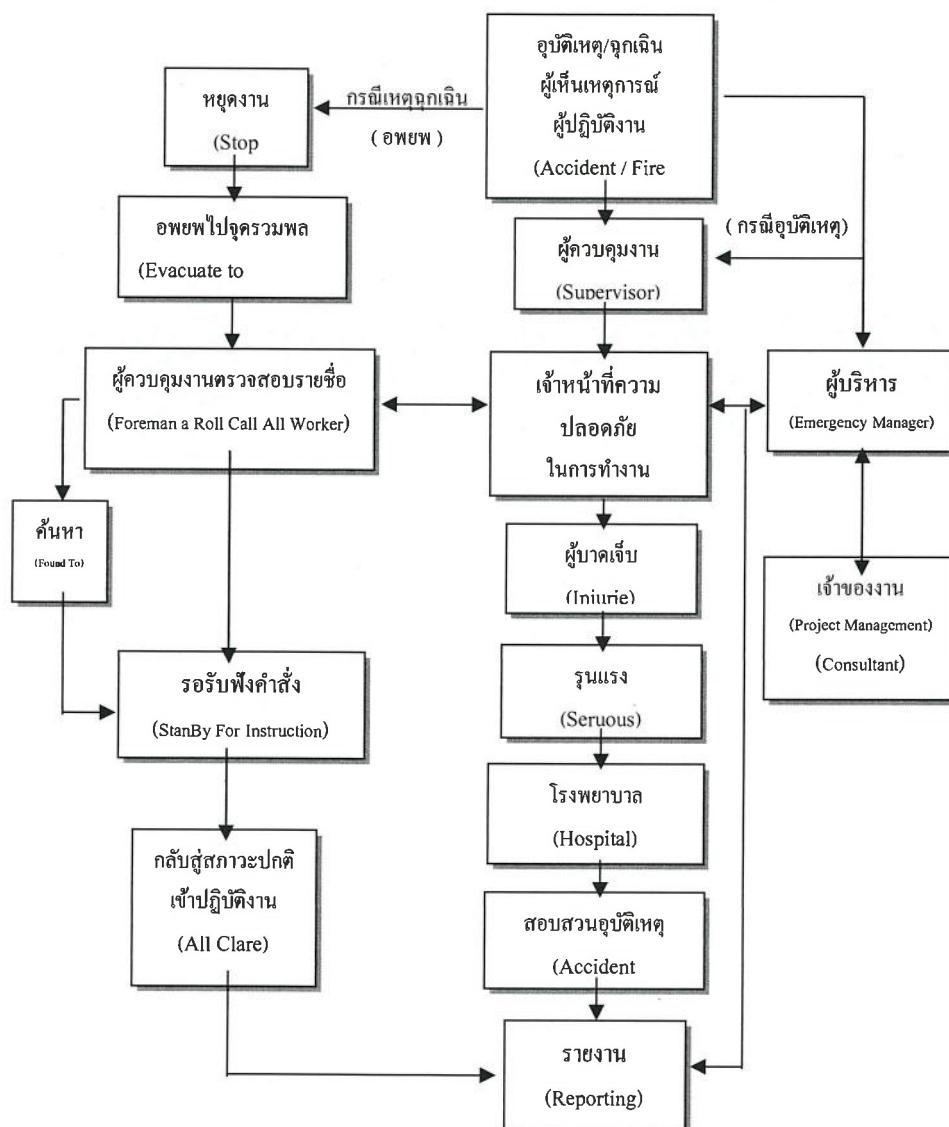 อุบัติเหตุ/ฉุกเฉิน
ผู้เห็นเหตุการณ์
ผู้ปฏิบัติงาน
(Accident / Fire
กรณีเหตุฉุกเฉิน
( อพยพ )
หยุดงาน
(Stop
อพยพไปจุดรวมพล
(Evacuate to
( กรณีอุบัติเหตุ)
ผู้ควบคุมงาน
(Supervisor)
ผู้ควบคุมงานตรวจสอบรายชื่อ
(Foreman a Roll Call All Worker)
เจ้าหน้าที่ความ
ปลอดภัย
ในการทำงาน
ผู้บริหาร
(Emergency Manager)
ค้นหา
(Found To)
ผู้บาดเจ็บ
(Injurie)
เจ้าของงาน
(Project Management)
(Consultant)
รอรับฟังคำสั่ง
(StanBy For Instruction)
รุนแรง
(Seruous)
โรงพยาบาล
(Hospital)
กลับสู่สภาวะปกติ
เข้าปฏิบัติงาน
(All Clare)
สอบสวนอุบัติเหตุ
(Accident
รายงาน
(Reporting)